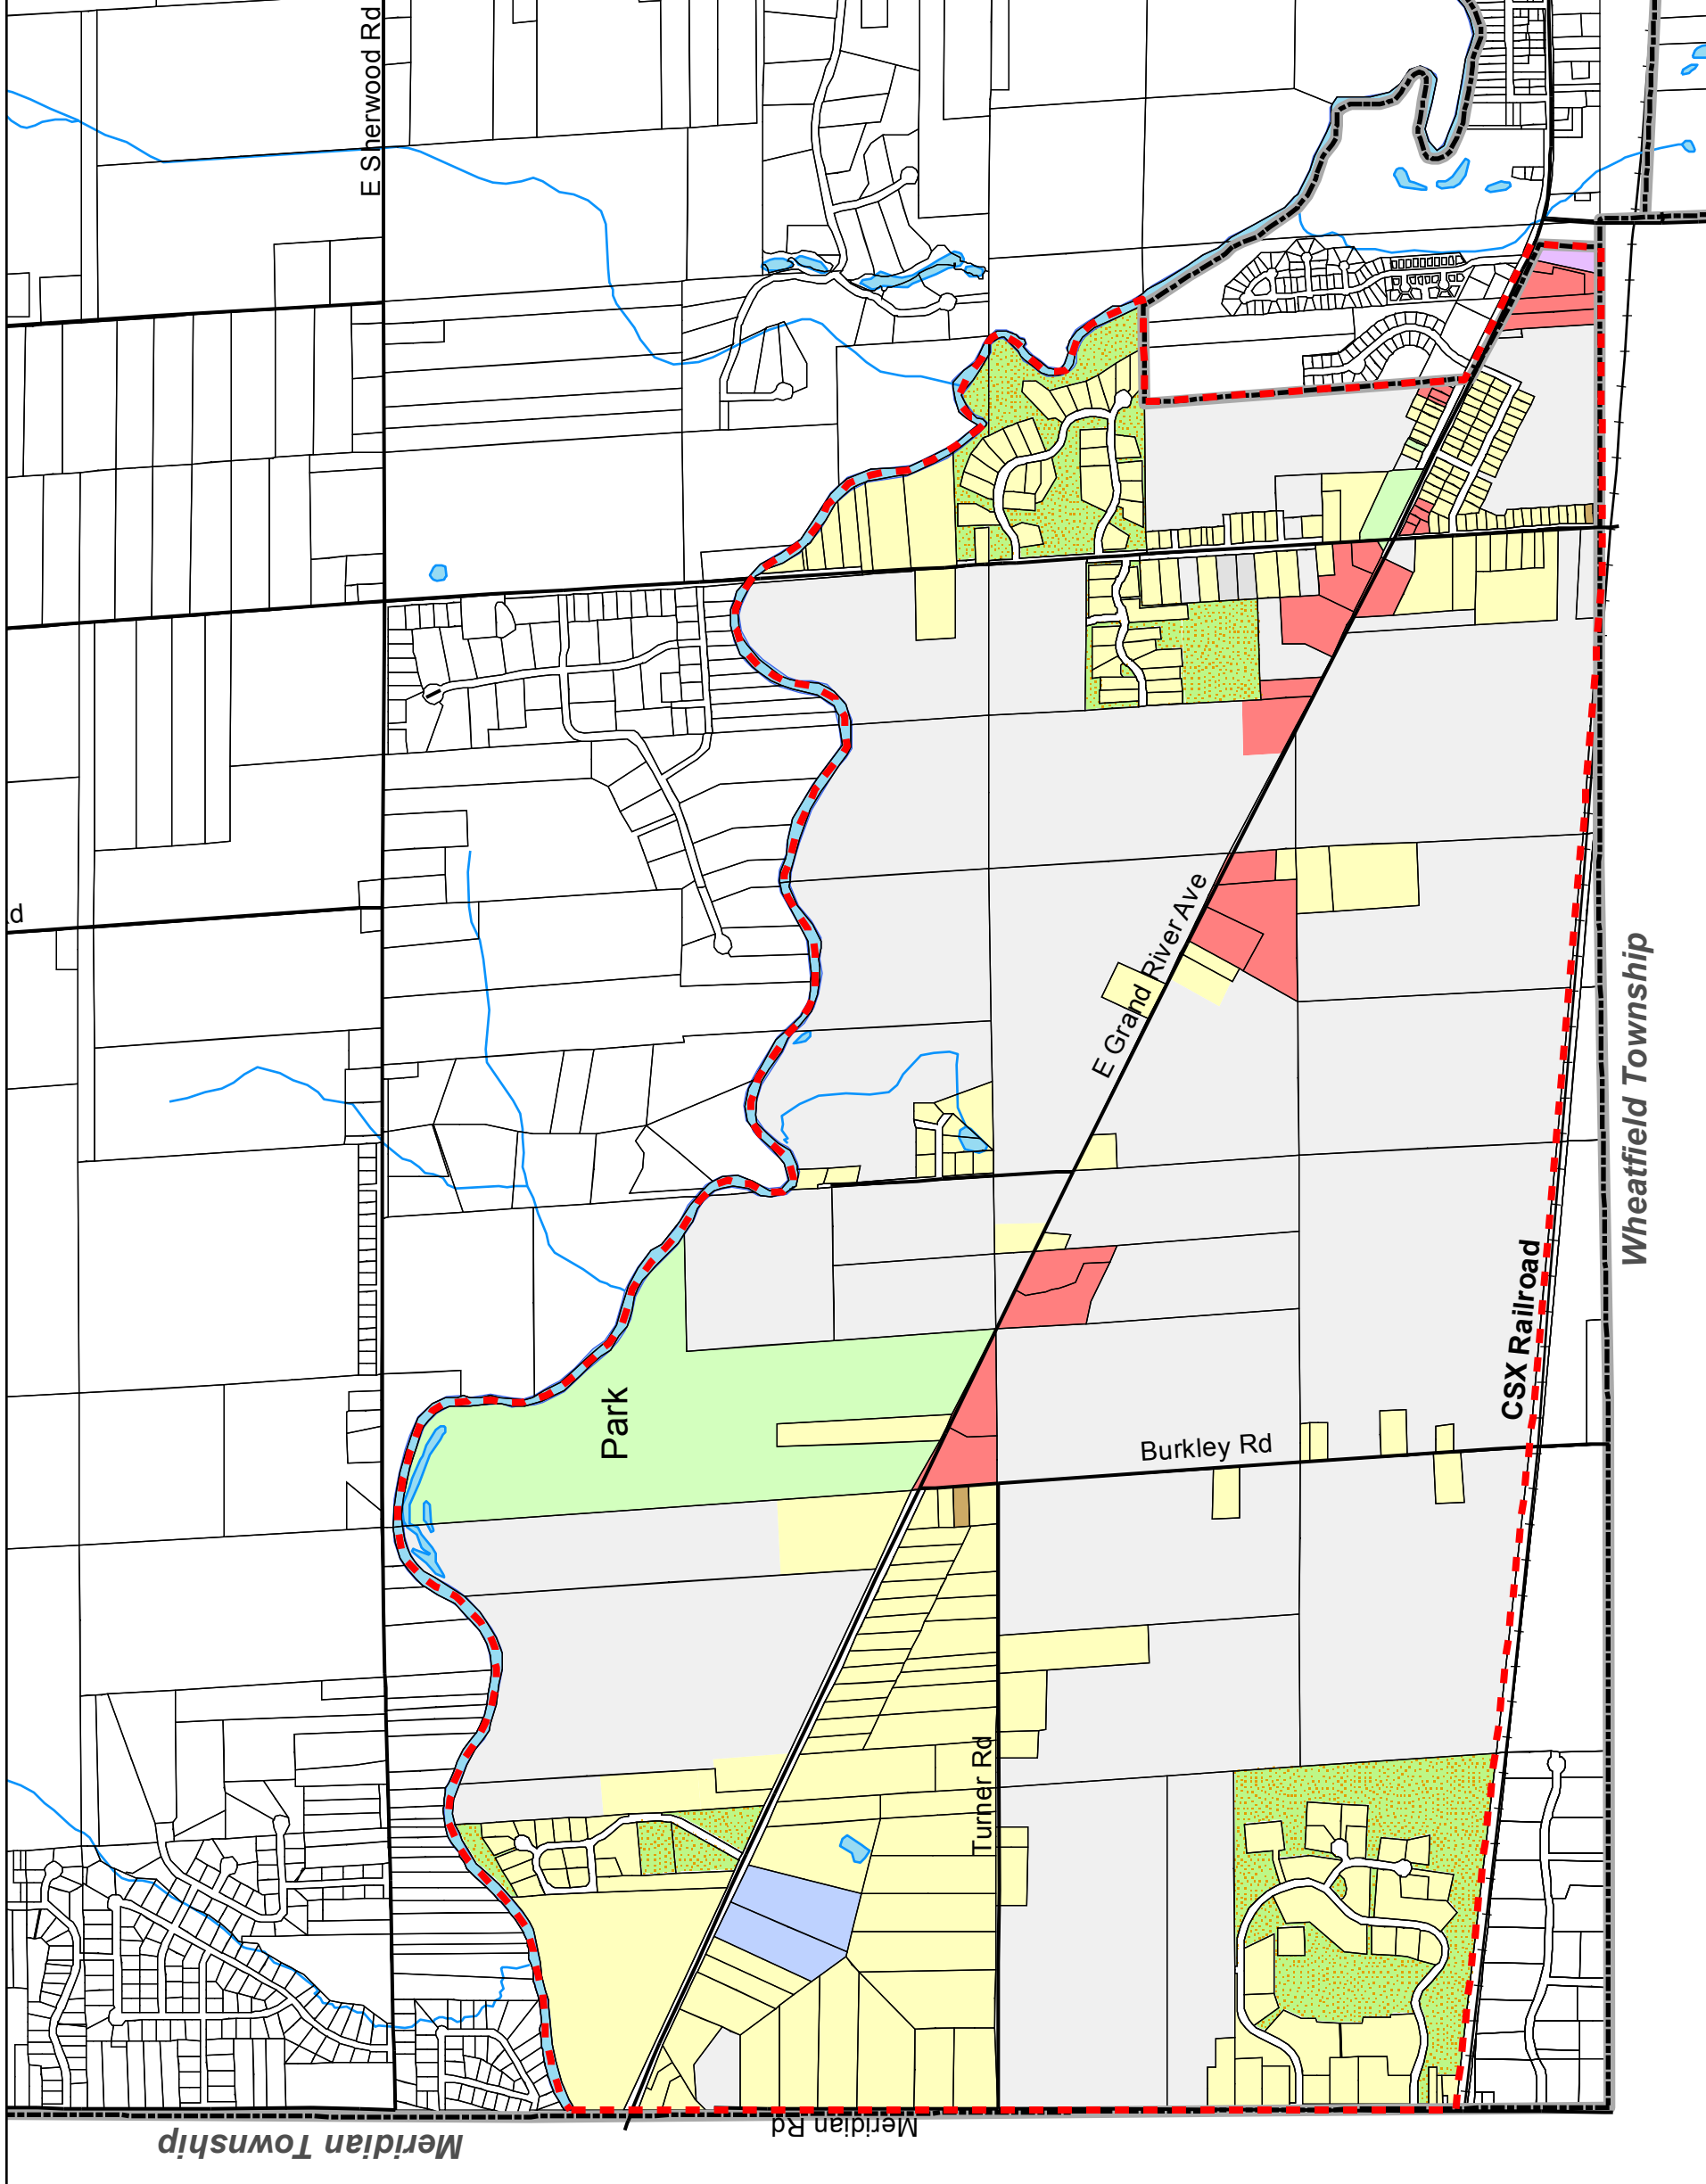 E Sherwood Rd
d
E Grand River Ave
Wheatfield Township
CSX Railroad
Park
Burkley Rd
Turner Rd
Meridian Rd
Meridian Township